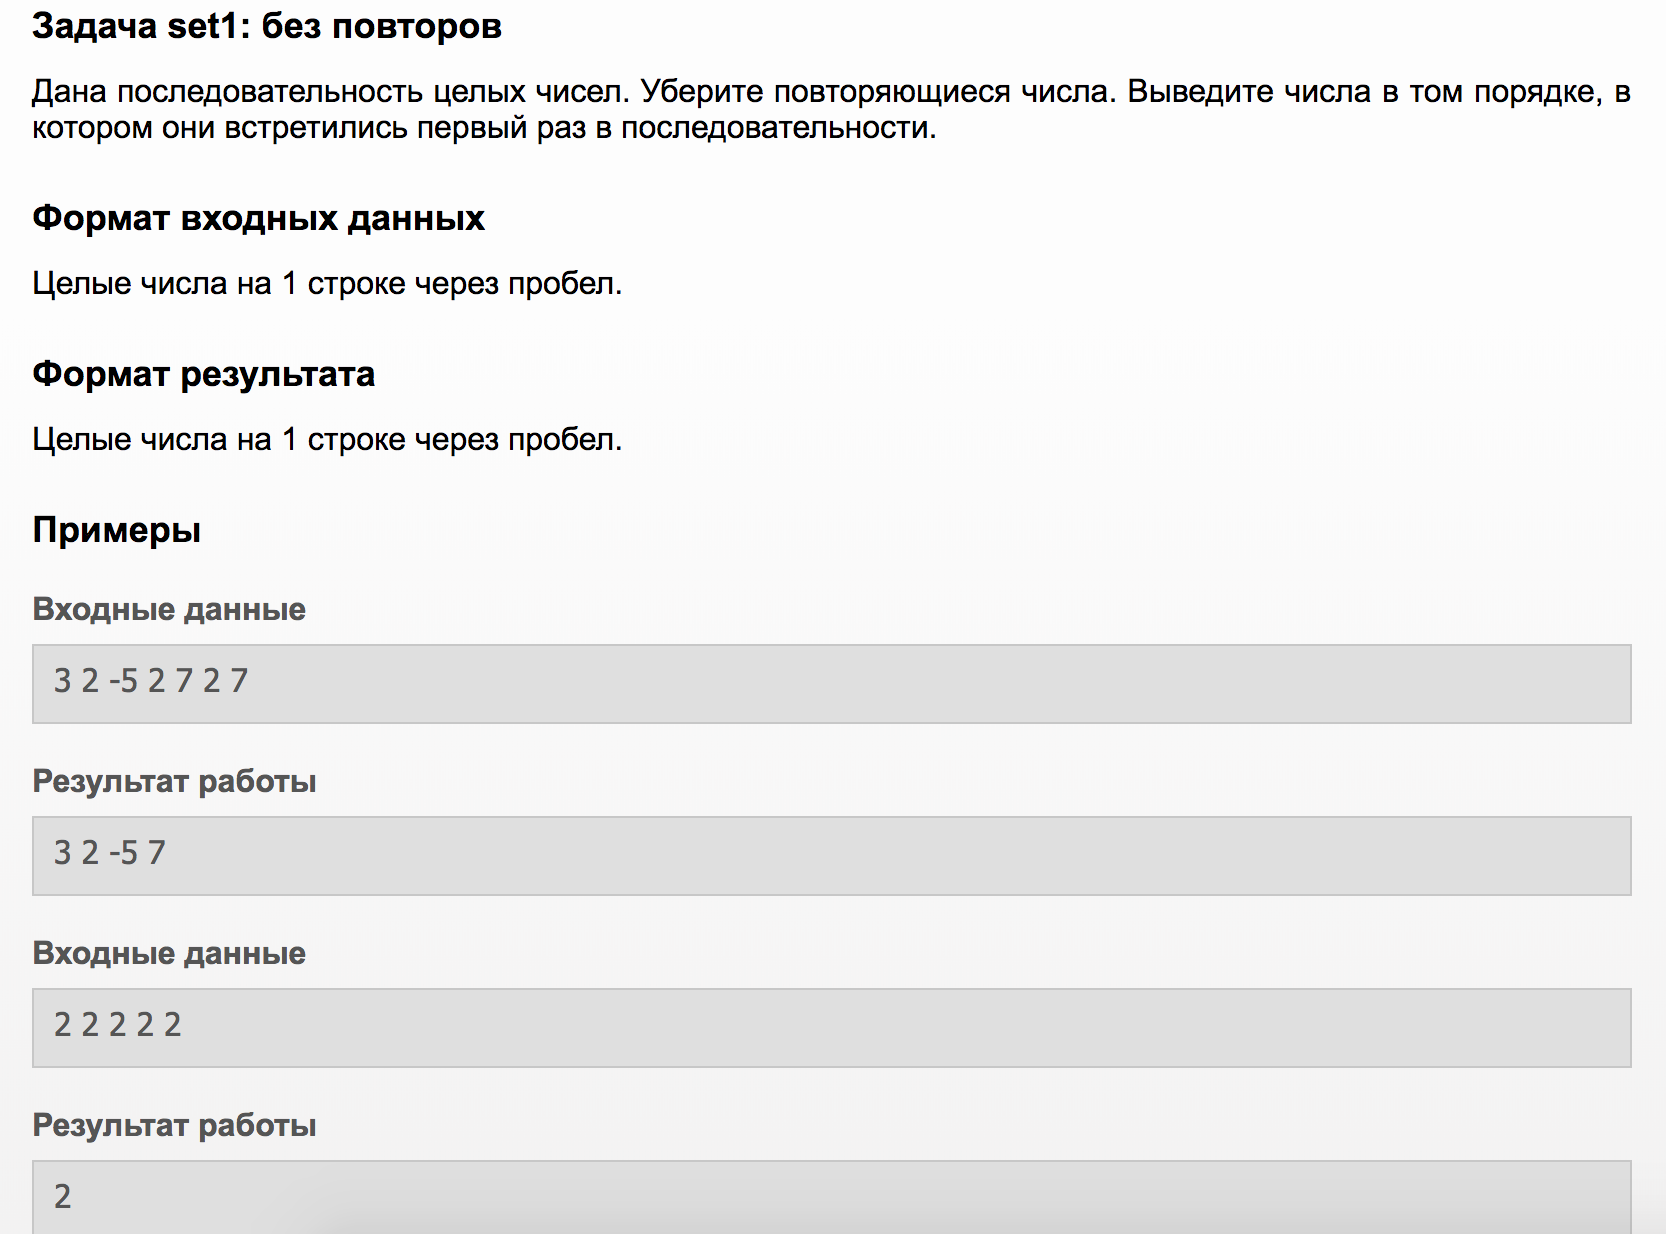 Задача set1: без повторов
Дана последовательность целых чисел. Уберите повторяющиеся числа. Выведите числа в том порядке, в
котором они встретились первый раз в последовательности.
Формат входных данных
Целые числа на 1 строке через пробел.
Формат результата
Целые числа на 1 строке через пробел.
Примеры
Входные данные
3 2 -5 2 7 2 7
Результат работы
3 2 -5 7
Входные данные
2 2 2 2 2
Результат работы
2